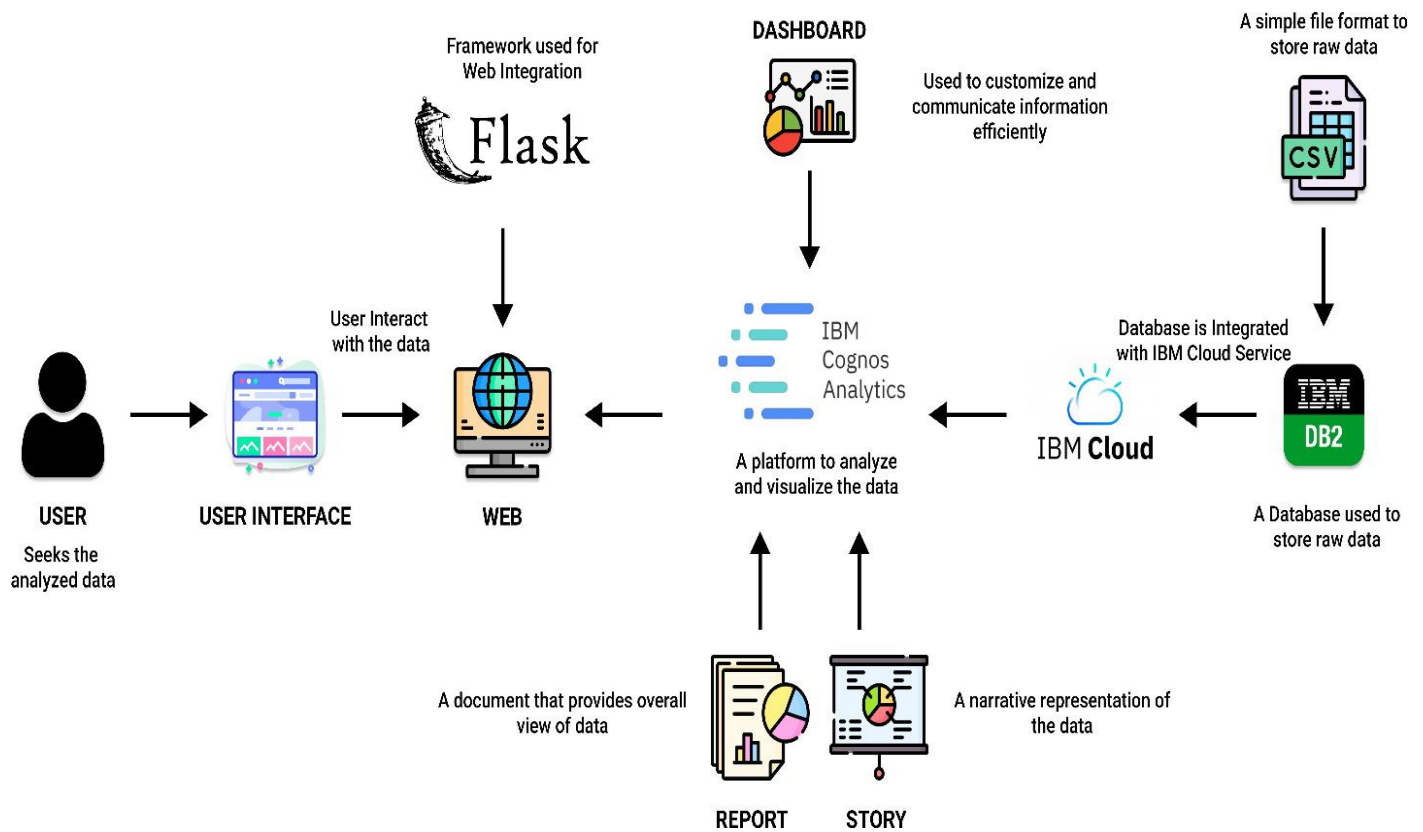 Framework used for
Web Integration
Flask
DASHBOARD
Used to customize and
communicate information
efficiently
A simple file format to
store raw data
CSV
User Interact
with the data
IBM
Cognos
Analytics
Database is Integrated
with IBM Cloud Service
IBM Cloud
IBM
DB2
USER
Seeks the
analyzed data
USER INTERFACE
WEB
A platform to analyze
and visualize the data
A Database used to
store raw data
A document that provides overall
view of data
A narrative representation of
the data
REPORT
STORY